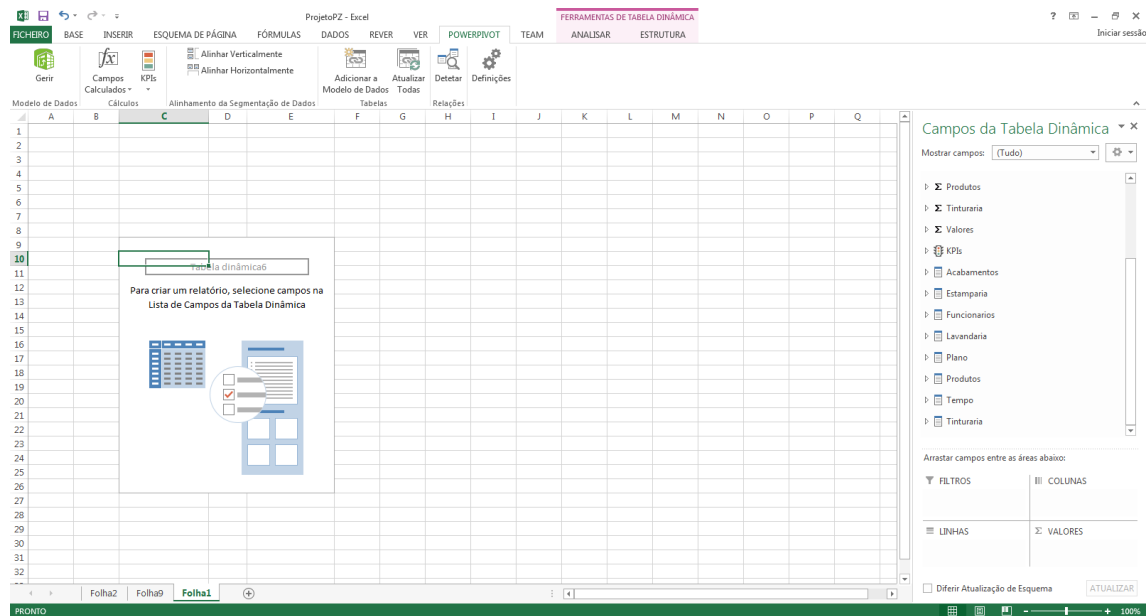 ProjetoPZ - Excel
FERRAMENTAS DE TABELA DINÂMICA
?
FICHEIRO BASE INSERIR ESQUEMA DE PÁGINA FÓRMULAS DADOS REVER VER POWERPIVOT TEAM ANALISAR ESTRUTURA Iniciar sessão
Gerir
fx
Campos Calculados
KPIs
Alinhar Verticalmente
Alinhar Horizontalmente
Adicionar a Modelo de Dados
Atualizar Todas
Detetar
Definições
Modelo de Dados Cálculos Alinhamento da Segmentação de Dados Tabelas Relações
A B C D E F G H I J K L M N O P Q
1
2
3
4
5
6
7
8
9
10
11
12
13
14
15
16
17
18
19
20
21
22
23
24
25
26
27
28
29
30
31
32
Tabela dinâmica6
Para criar um relatório, selecione campos na
Lista de Campos da Tabela Dinâmica
Campos da Tabela Dinâmica
Mostrar campos: (Tudo)
Σ Produtos
Σ Tinturaria
Σ Valores
KPIs
Acabamentos
Estamparia
Funcionarios
Lavandaria
Plano
Produtos
Tempo
Tinturaria
Arrastar campos entre as áreas abaixo:
FILTROS COLUNAS
LINHAS Σ VALORES
Diferir Atualização de Esquema ATUALIZAR
Folha2 Folha9 Folha1
PRONTO 100%